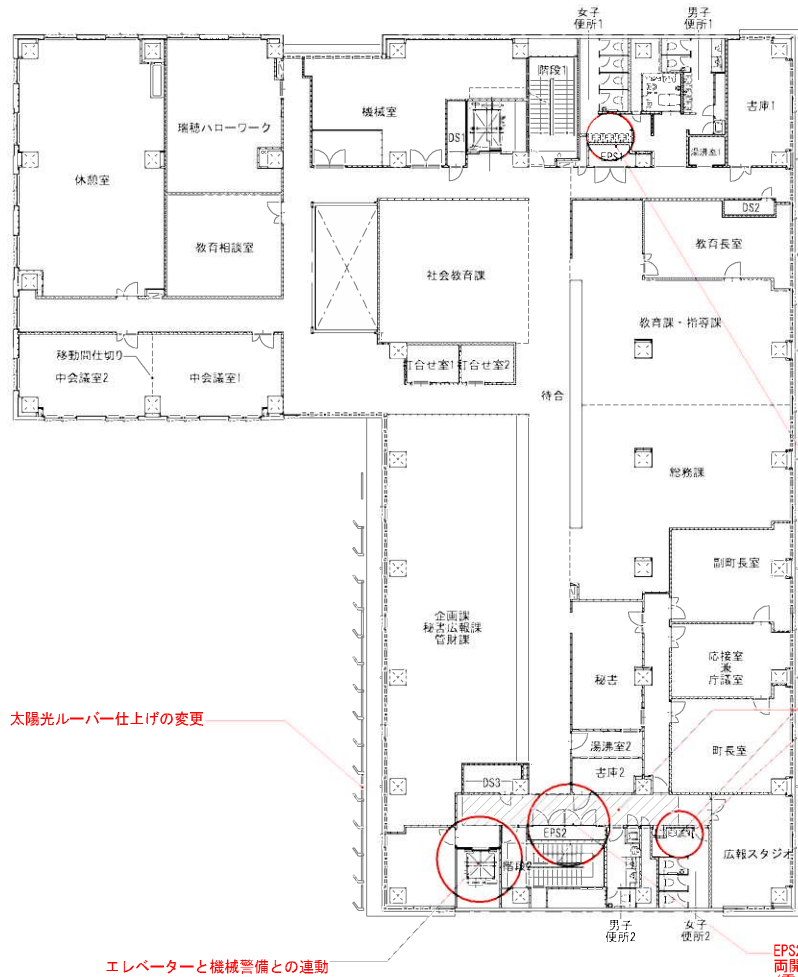 女子
便所1
男子
便所1
階段1
機械室
書庫1
瑞穂ハローワーク
DS1
EPS1
湯沸室1
休憩室
DS2
教育長室
教育相談室
社会教育課
教育課・指導課
移動間仕切り
打合せ室1
打合せ室2
中会議室2
中会議室1
待合
総務課
副町長室
企画課
秘書広報課
管財課
応接室
兼
庁議室
秘書
太陽光ルーバー仕上げの変更
湯沸室2
町長室
書庫2
DS3
EPS2
階段2
広報スタジオ
男子
便所2
女子
便所2
エレベーターと機械警備との連動
EPS2
両開